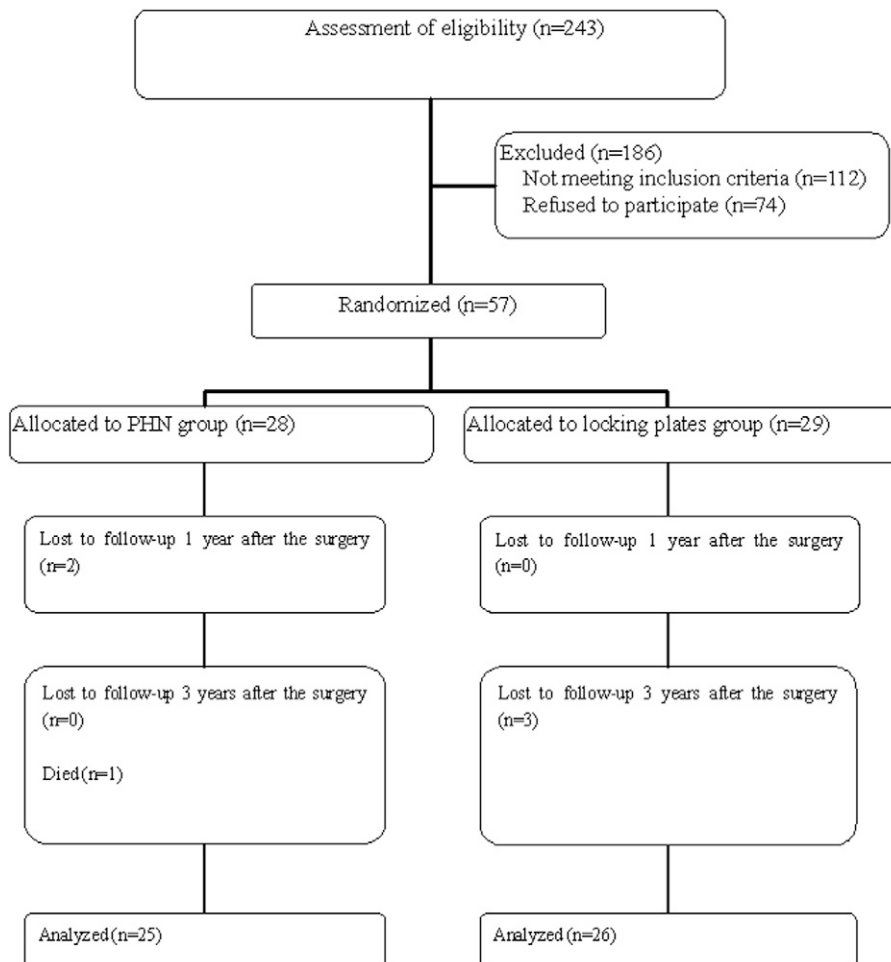 Assessment of eligibility (n=243)
Excluded (n=186)
Not meeting inclusion criteria (n=112)
Refused to participate (n=74)
Randomized (n=57)
Allocated to PHN group (n=28)
Allocated to locking plates group (n=29)
Lost to follow-up 1 year after the surgery
(n=2)
Lost to follow-up 1 year after the surgery
(n=0)
Lost to follow-up 3 years after the surgery
(n=0)
Died (n=1)
Lost to follow-up 3 years after the surgery
(n=3)
Analyzed (n=25)
Analyzed (n=26)